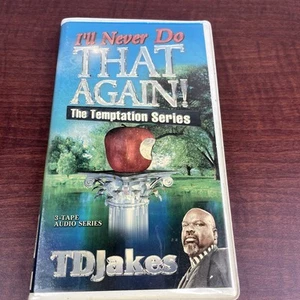 I'll Never Do
THAT
AGAIN!
The Temptation Series
3-TAPE
AUDIO SERIES
TDJakes